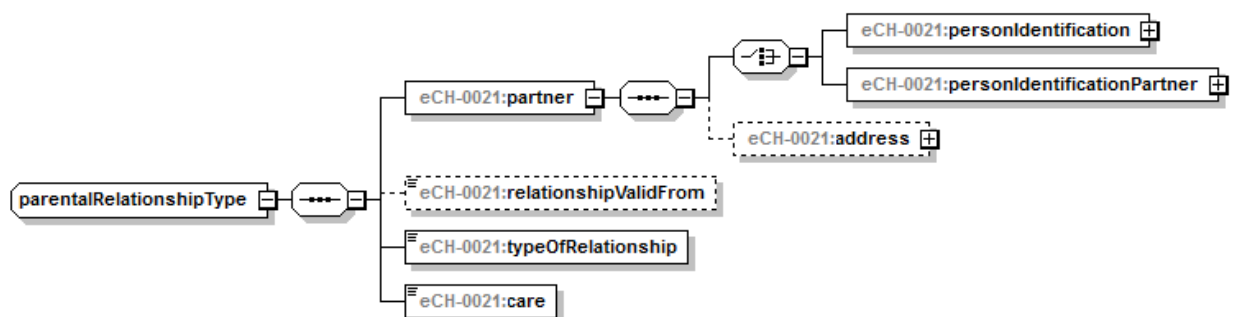 eCH-0021:personIdentification
eCH-0021:partner
eCH-0021:personIdentificationPartner
eCH-0021:address
parentalRelationshipType
eCH-0021:relationshipValidFrom
eCH-0021:typeOfRelationship
eCH-0021:care